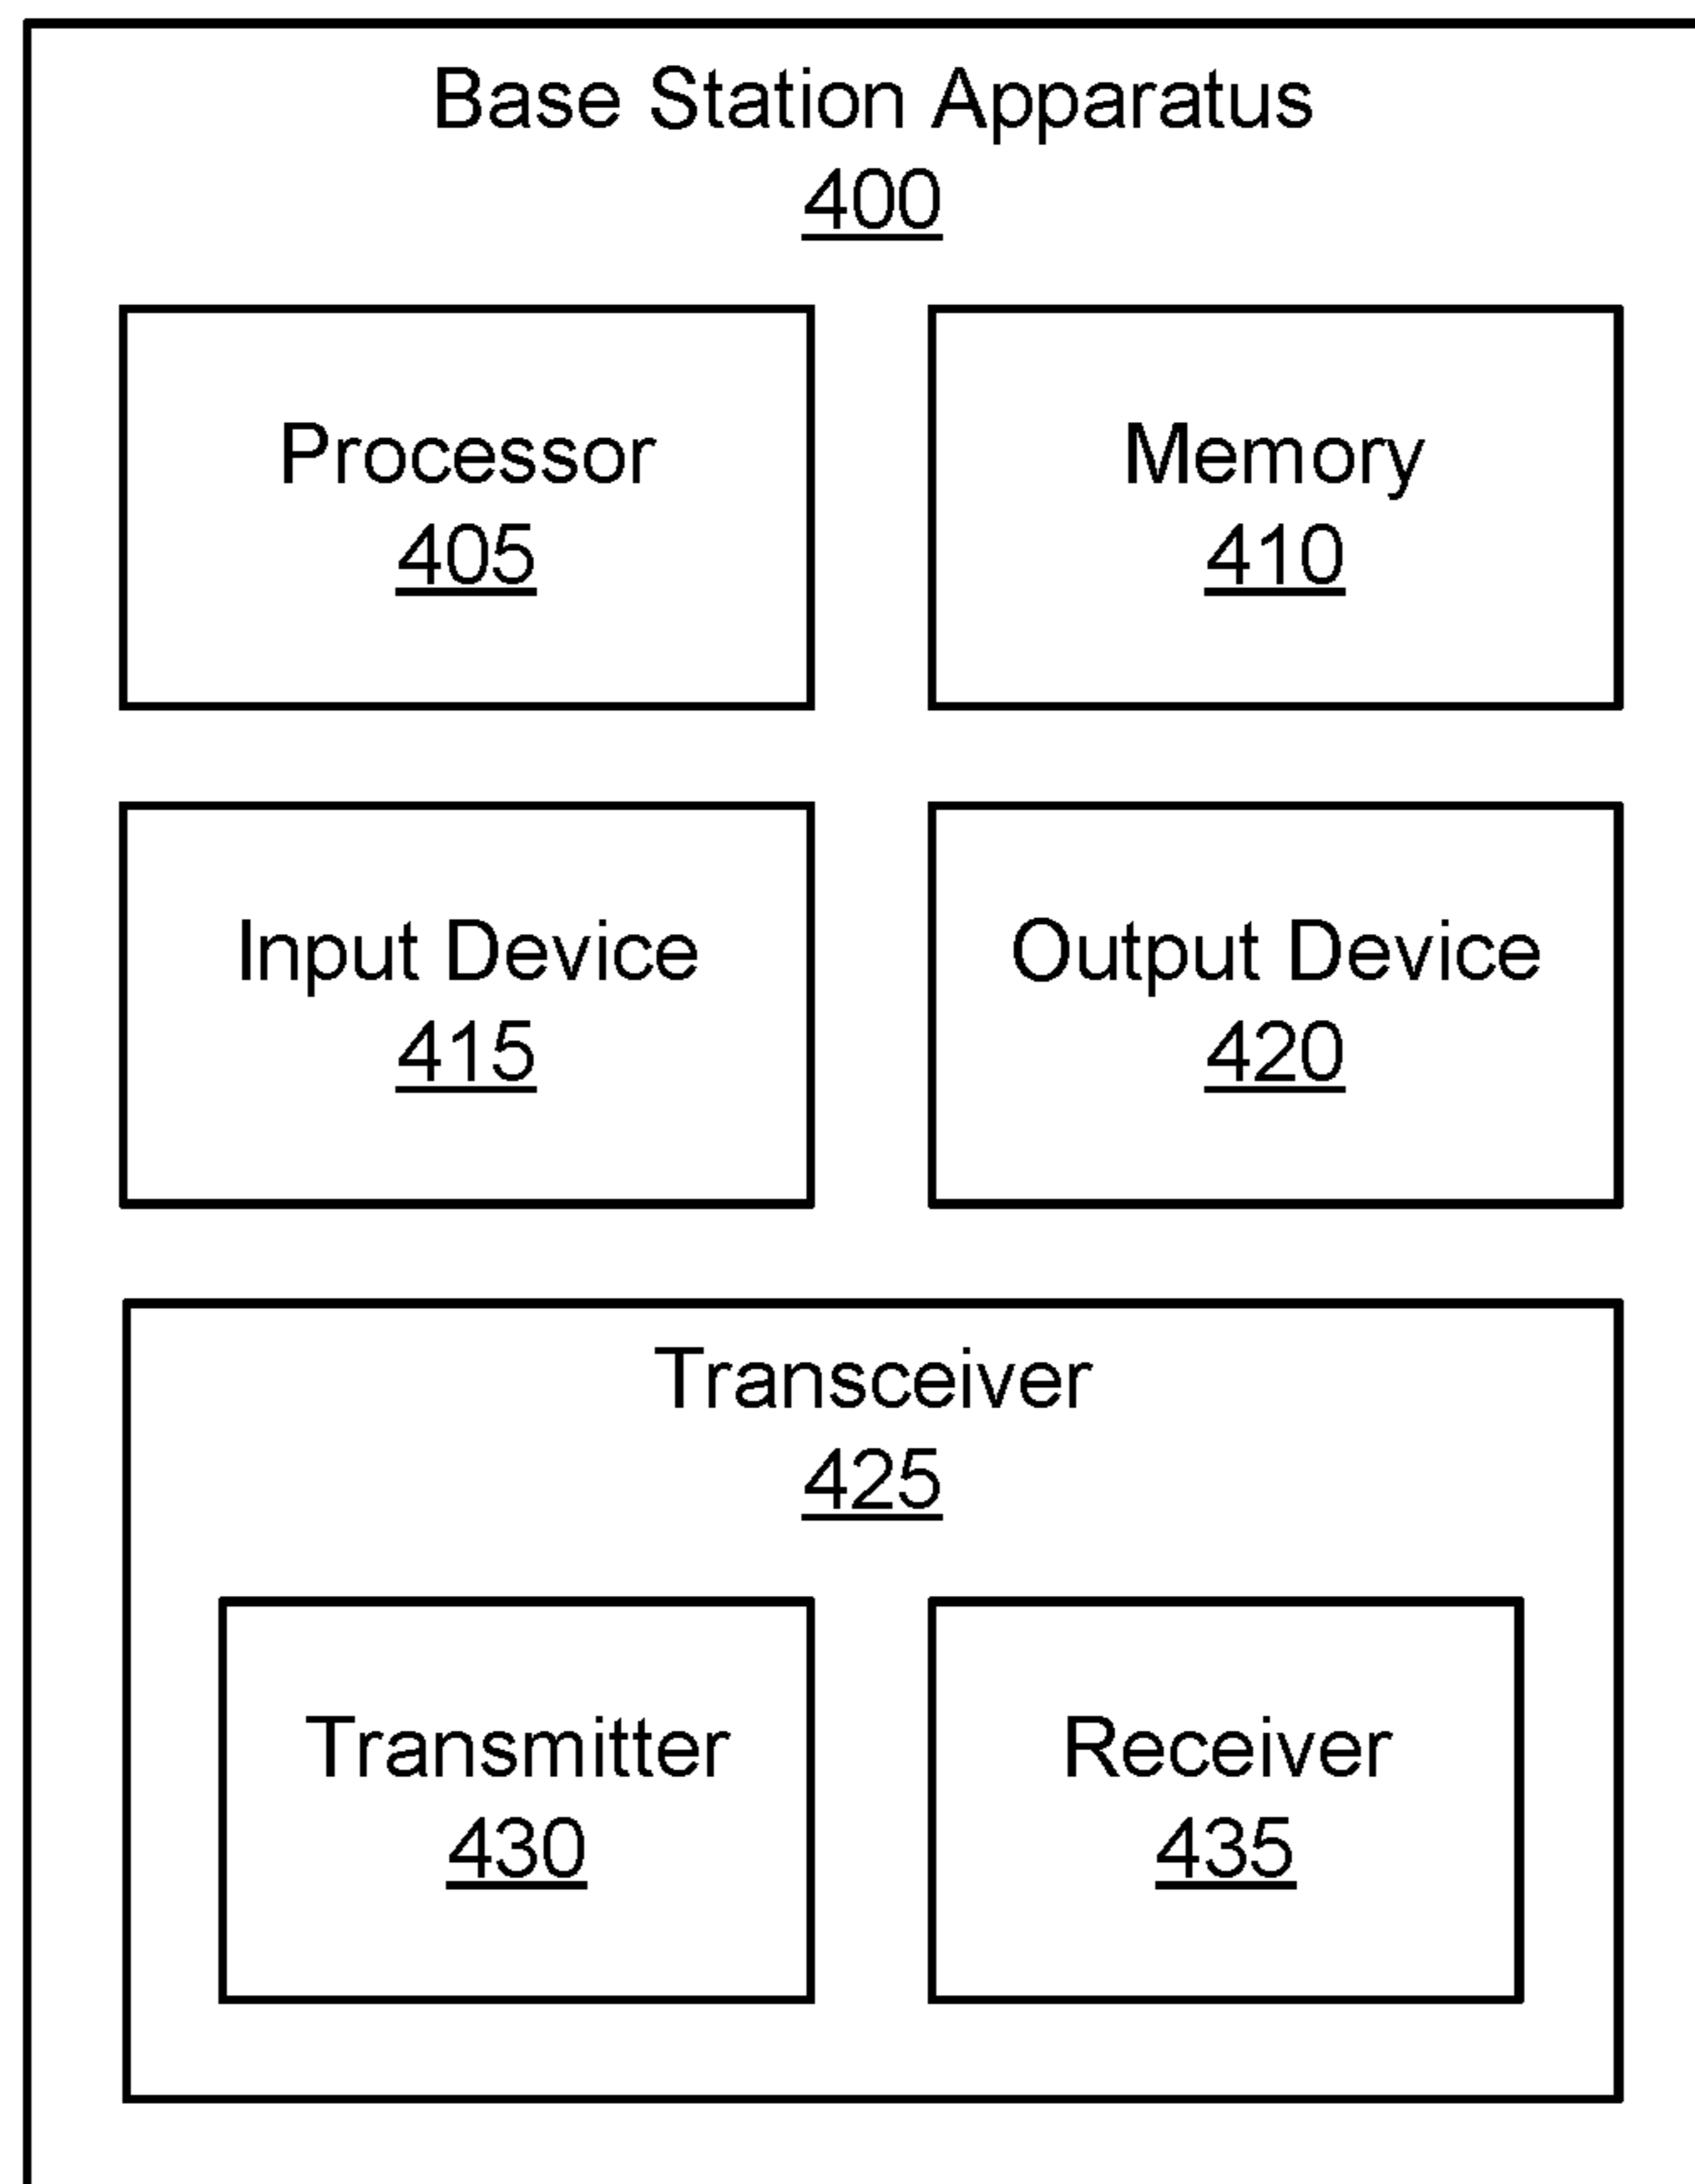 Base Station Apparatus
400
Processor
405
Memory
410
Input Device
415
Output Device
420
Transceiver
425
Transmitter
430
Receiver
435